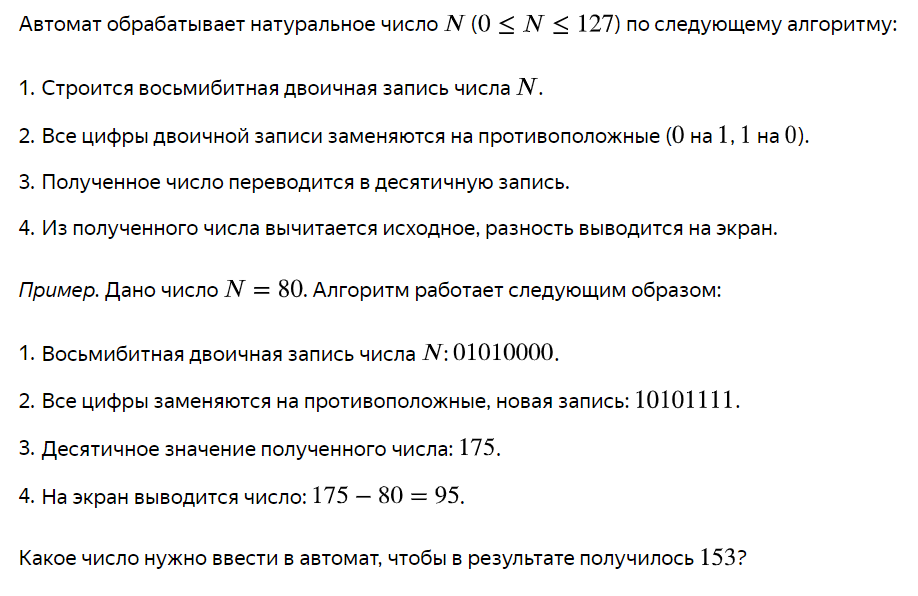 Автомат обрабатывает натуральное число N (0 ≤ N ≤ 127) по следующему алгоритму:
1. Строится восьмибитная двоичная запись числа N.
2. Все цифры двоичной записи заменяются на противоположные (0 на 1, 1 на 0).
3. Полученное число переводится в десятичную запись.
4. Из полученного числа вычитается исходное, разность выводится на экран.
Пример. Дано число N = 80. Алгоритм работает следующим образом:
1. Восьмибитная двоичная запись числа N: 01010000.
2. Все цифры заменяются на противоположные, новая запись: 10101111.
3. Десятичное значение полученного числа: 175.
4. На экран выводится число: 175 − 80 = 95.
Какое число нужно ввести в автомат, чтобы в результате получилось 153?